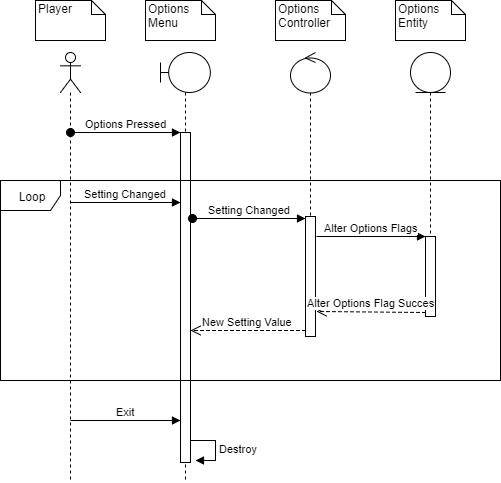 Player
Options
Menu
Options
Controller
Options
Entity
Options Pressed
Loop
Setting Changed
Setting Changed
Alter Options Flags
Alter Options Flag Succes
New Setting Value
Exit
Destroy